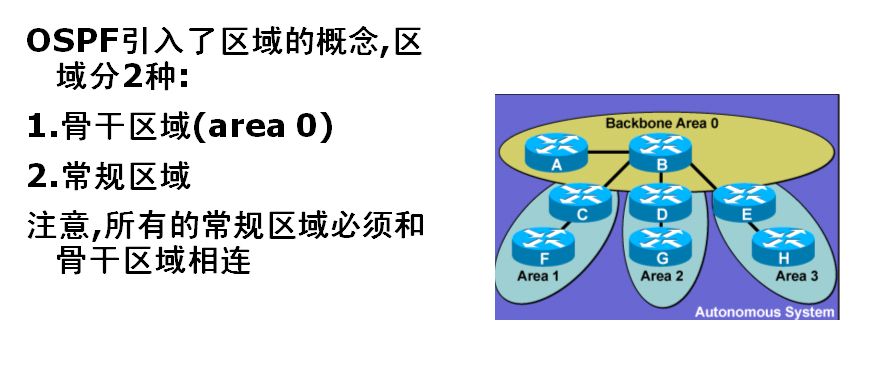 OSPF引入了区域的概念,区
域分2种:
1.骨干区域(area 0)
2.常规区域
注意,所有的常规区域必须和
骨干区域相连
Backbone Area 0
A
B
C
D
E
F
G
H
Area 1
Area 2
Area 3
Autonomous System